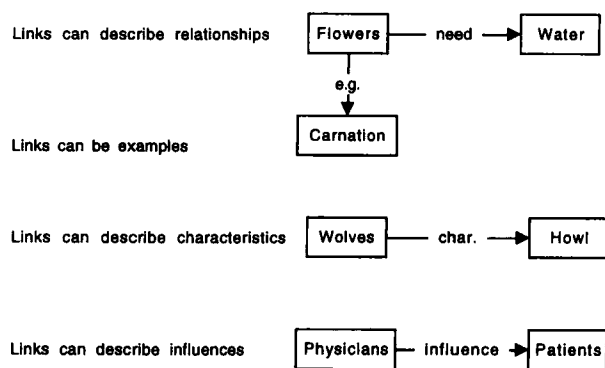 Links can describe relationships Flowers need Water
e.g.
Carnation
Links can be examples
Links can describe characteristics Wolves char. Howl
Links can describe influences Physicians influence Patients